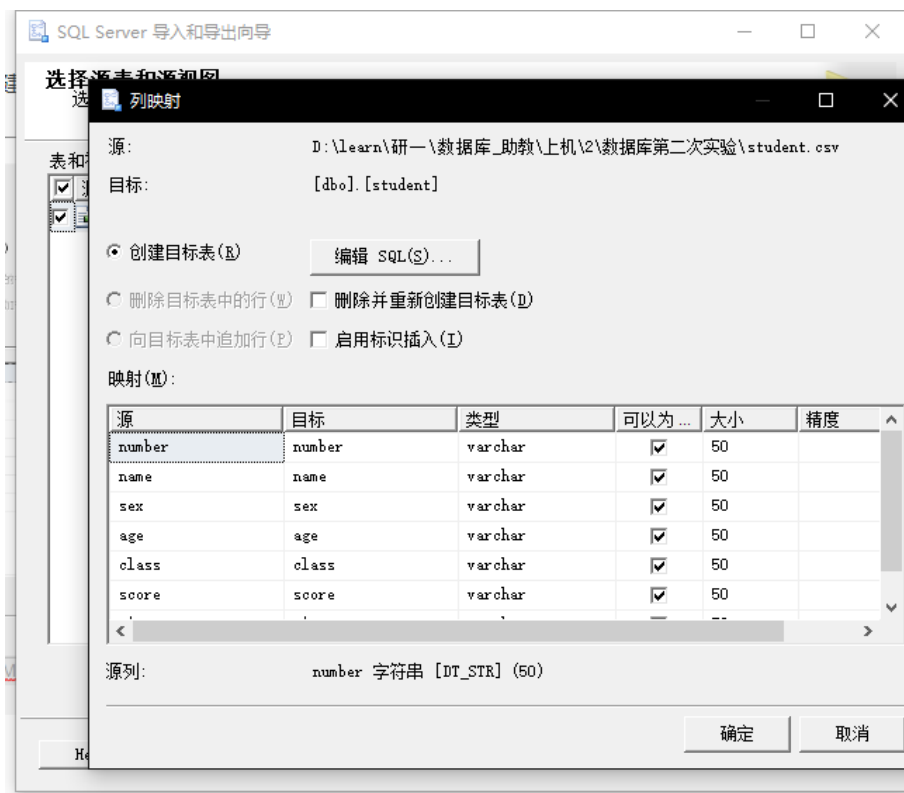 SQL Server 导入和导出向导
选择源表和源视图
选
列映射
源: D:\learn\研一\数据库_助教\上机\2\数据库第二次实验\student.csv
表和
目标: [dbo].[student]
创建目标表(R) 编辑 SQL(S)...
删除目标表中的行(W) 删除并重新创建目标表(D)
向目标表中追加行(P) 启用标识插入(I)
映射(M):
源 目标 类型 可以为 ... 大小 精度
number number varchar 50
name name varchar 50
sex sex varchar 50
age age varchar 50
class class varchar 50
score score varchar 50
源列: number 字符串 [DT_STR] (50)
确定 取消
He